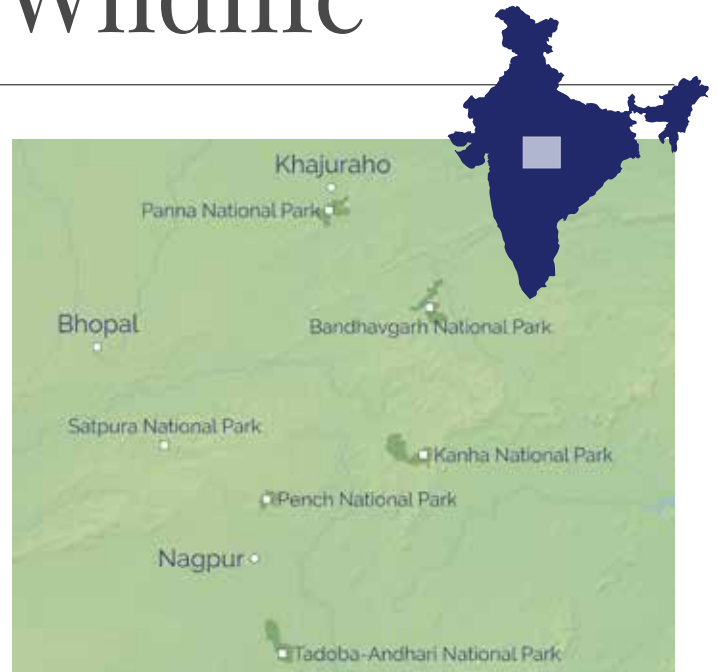 Wildlife
Khajuraho
Panna National Park
Bhopal
Bandhavgarh National Park
Satpura National Park
Kanha National Park
Pench National Park
Nagpur
Tadoba-Andhari National Park